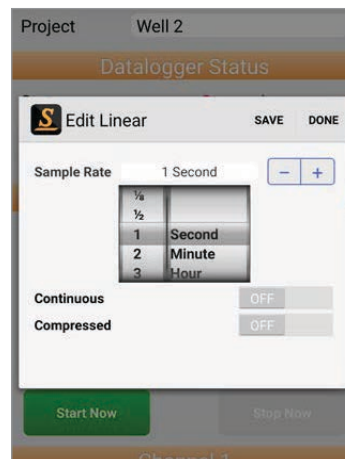 Project Well 2
Datalogger Status
S Edit Linear SAVE DONE
Sample Rate 1 Second - +
⅛
½
1 Second
2 Minute
3 Hour
Continuous OFF
Compressed OFF
Start Now Stop Now
Channel 1